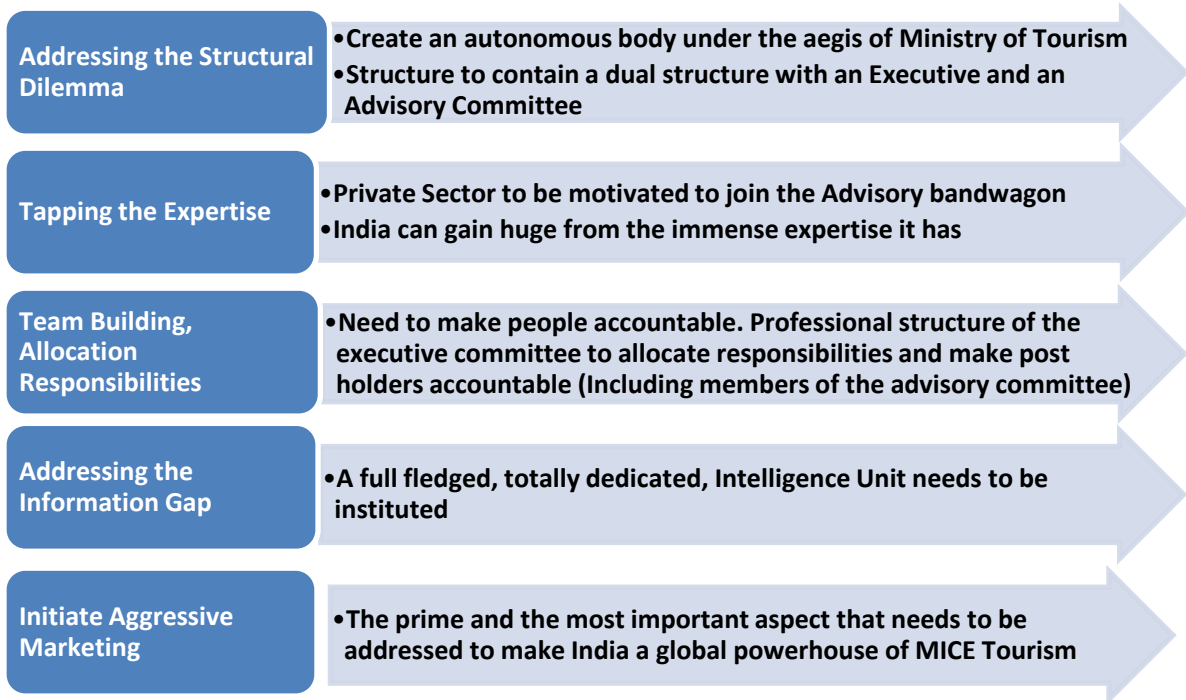 Addressing the Structural
Dilemma
•Create an autonomous body under the aegis of Ministry of Tourism
•Structure to contain a dual structure with an Executive and an
Advisory Committee
Tapping the Expertise
•Private Sector to be motivated to join the Advisory bandwagon
•India can gain huge from the immense expertise it has
Team Building,
Allocation
Responsibilities
•Need to make people accountable. Professional structure of the
executive committee to allocate responsibilities and make post
holders accountable (Including members of the advisory committee)
Addressing the
Information Gap
•A full fledged, totally dedicated, Intelligence Unit needs to be
instituted
Initiate Aggressive
Marketing
•The prime and the most important aspect that needs to be
addressed to make India a global powerhouse of MICE Tourism